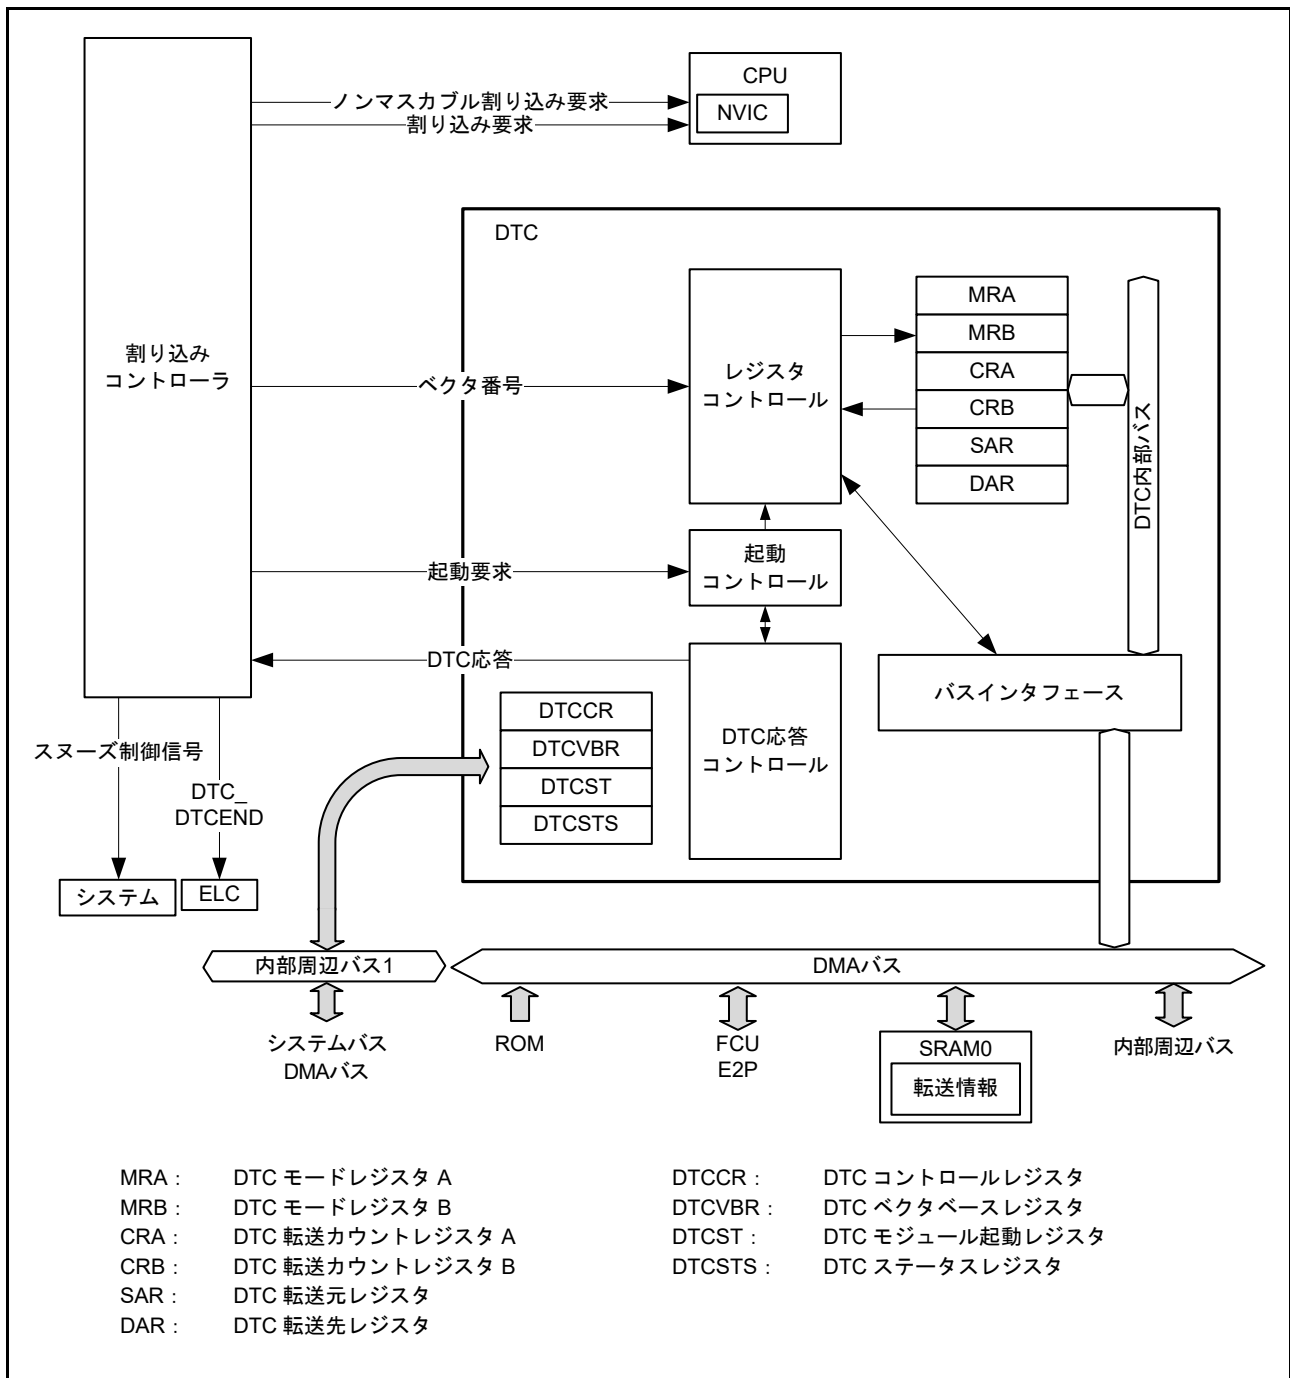 CPU
NVIC
ノンマスカブル割り込み要求
割り込み要求
DTC
割り込み
コントローラ
ベクタ番号
レジスタ
コントロール
MRA
MRB
CRA
CRB
SAR
DAR
DTC内部バス
起動要求
起動
コントロール
DTC応答
バスインタフェース
DTCCR
DTCVBR
DTCST
DTCSTS
DTC応答
コントロール
スヌーズ制御信号
DTC_
DTCEND
システム
ELC
内部周辺バス1
DMAバス
システムバス
DMAバス
ROM
FCU
E2P
SRAM0
転送情報
内部周辺バス
MRA : DTC モードレジスタ A
MRB : DTC モードレジスタ B
CRA : DTC 転送カウントレジスタ A
CRB : DTC 転送カウントレジスタ B
SAR : DTC 転送元レジスタ
DAR : DTC 転送先レジスタ
DTCCR : DTC コントロールレジスタ
DTCVBR : DTC ベクタベースレジスタ
DTCST : DTC モジュール起動レジスタ
DTCSTS : DTC ステータスレジスタ